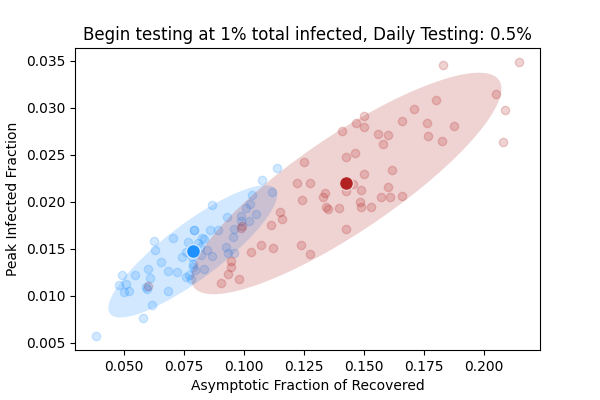 Begin testing at 1% total infected, Daily Testing: 0.5%
0.035
0.030
0.025
0.020
0.015
0.010
0.005
Peak Infected Fraction
0.050 0.075 0.100 0.125 0.150 0.175 0.200
Asymptotic Fraction of Recovered